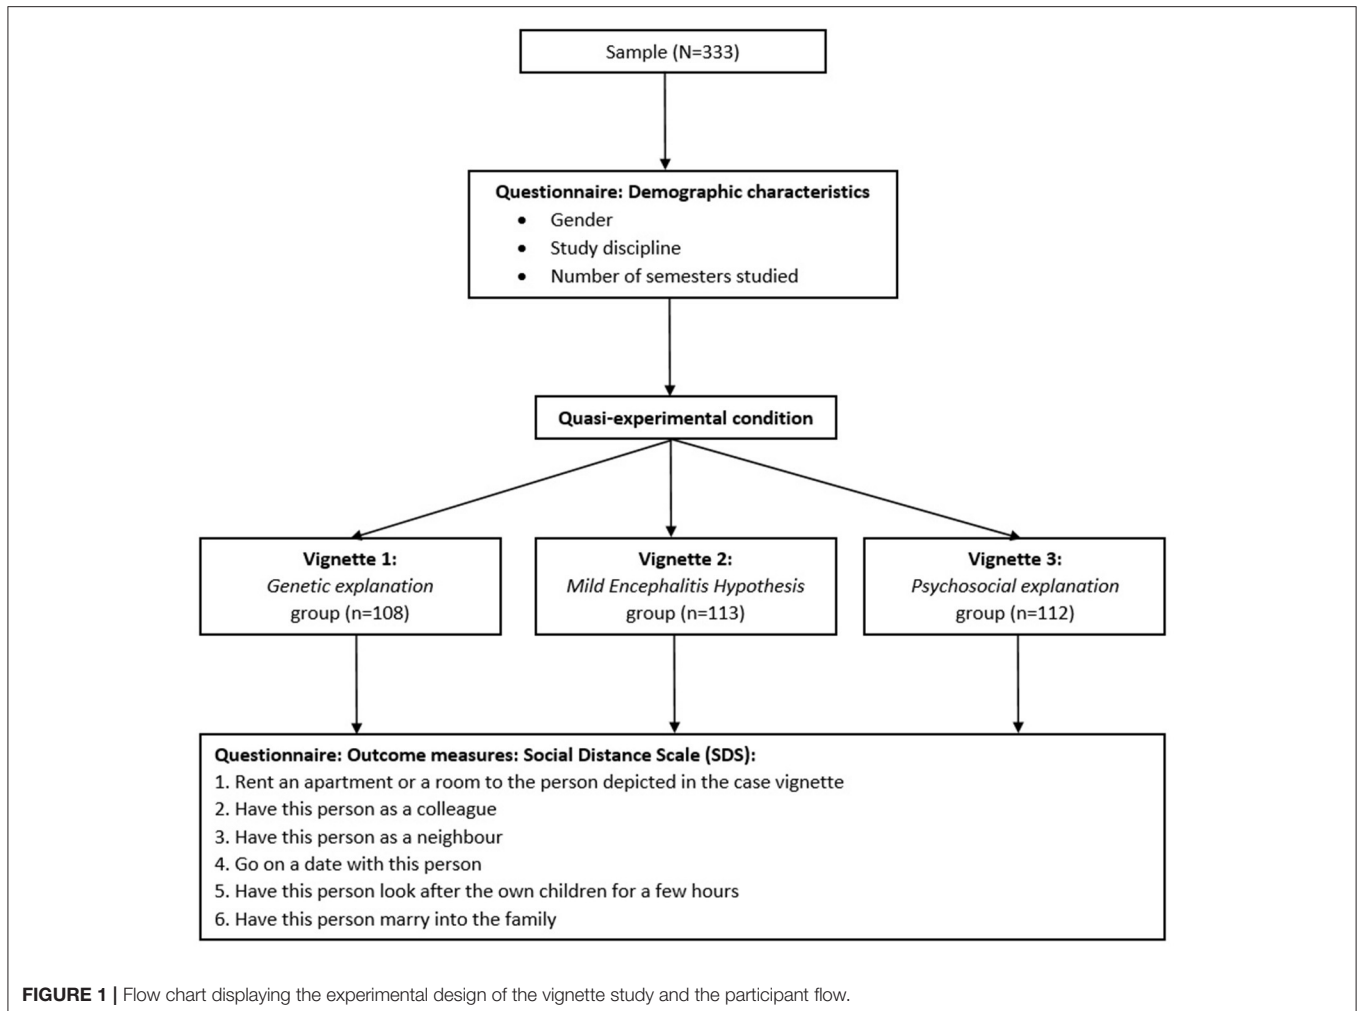 Sample (N=333)
Questionnaire: Demographic characteristics
• Gender
• Study discipline
• Number of semesters studied
Quasi-experimental condition
Vignette 1:
Genetic explanation
group (n=108)
Vignette 2:
Mild Encephalitis Hypothesis
group (n=113)
Vignette 3:
Psychosocial explanation
group (n=112)
Questionnaire: Outcome measures: Social Distance Scale (SDS):
1. Rent an apartment or a room to the person depicted in the case vignette
2. Have this person as a colleague
3. Have this person as a neighbour
4. Go on a date with this person
5. Have this person look after the own children for a few hours
6. Have this person marry into the family
FIGURE 1 | Flow chart displaying the experimental design of the vignette study and the participant flow.